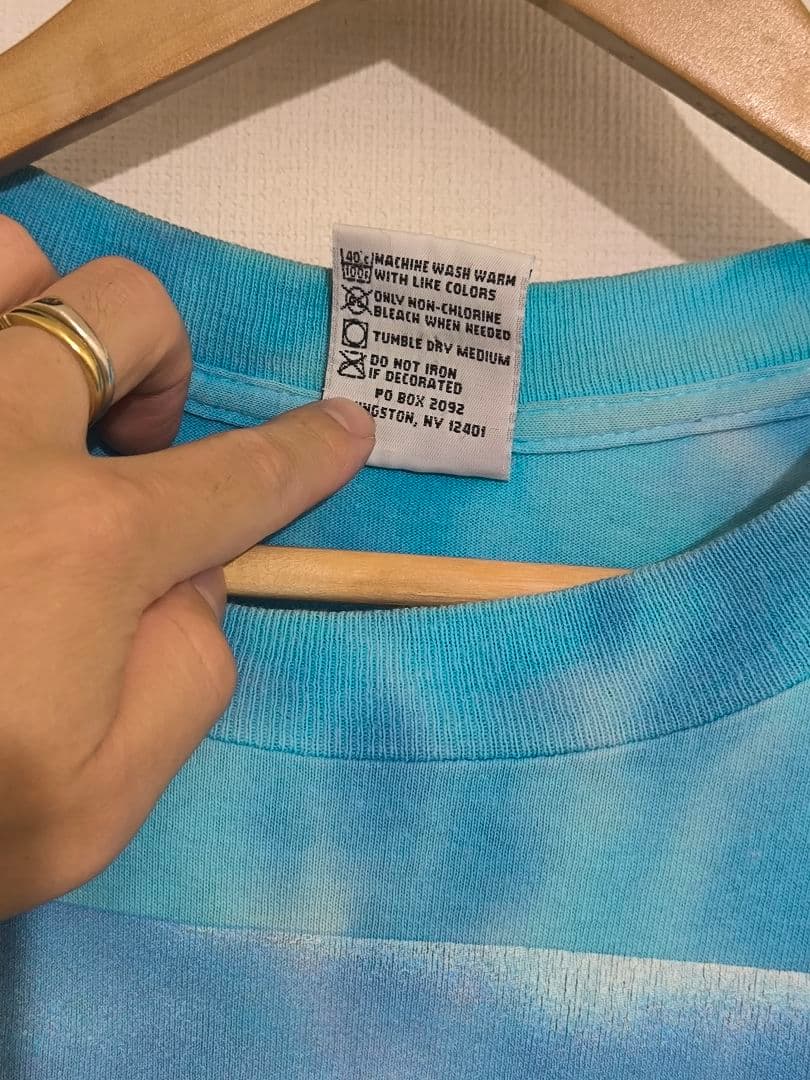 40°c MACHINE WASH WARM
100F WITH LIKE COLORS
ONLY NON-CHLORINE
BLEACH WHEN NEEDED
TUMBLE DRY MEDIUM
DO NOT IRON
IF DECORATED
PO BOX 2092
NGSTON, NY 12401